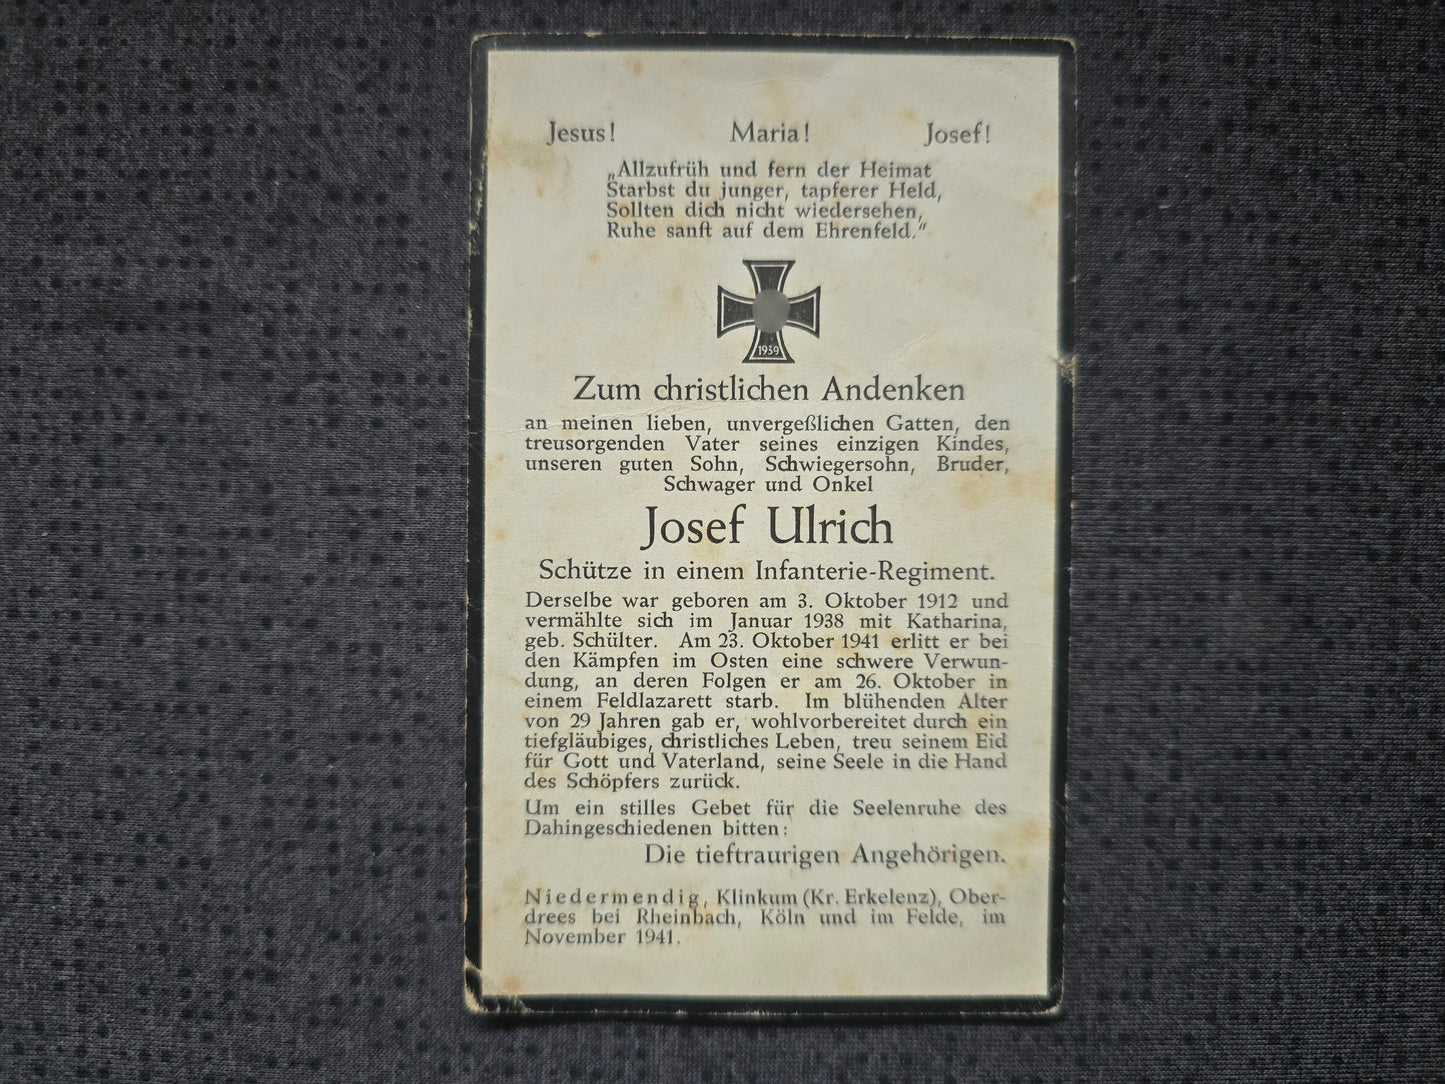 Jesus! Maria! Josef!
„Allzufrüh und fern der Heimat
Starbst du junger, tapferer Held,
Sollten dich nicht wiedersehen,
Ruhe sanft auf dem Ehrenfeld.“
1939
Zum christlichen Andenken
an meinen lieben, unvergeßlichen Gatten, den
treusorgenden Vater seines einzigen Kindes,
unseren guten Sohn, Schwiegersohn, Bruder,
Schwager und Onkel
Josef Ulrich
Schütze in einem Infanterie-Regiment.
Derselbe war geboren am 3. Oktober 1912 und
vermählte sich im Januar 1938 mit Katharina,
geb. Schülter. Am 23. Oktober 1941 erlitt er bei
den Kämpfen im Osten eine schwere Verwun-
dung, an deren Folgen er am 26. Oktober in
einem Feldlazarett starb. Im blühenden Alter
von 29 Jahren gab er, wohlvorbereitet durch ein
tiefgläubiges, christliches Leben, treu seinem Eid
für Gott und Vaterland, seine Seele in die Hand
des Schöpfers zurück.
Um ein stilles Gebet für die Seelenruhe des
Dahingeschiedenen bitten:
Die tieftraurigen Angehörigen.
Niedermendig, Klinkum (Kr. Erkelenz), Ober-
drees bei Rheinbach, Köln und im Felde, im
November 1941.